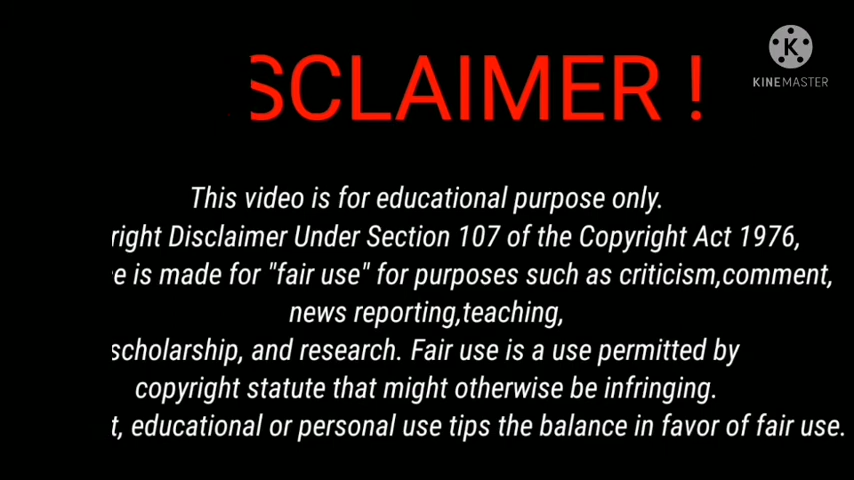 SCLAIMER !
KINEMASTER
This video is for educational purpose only.
right Disclaimer Under Section 107 of the Copyright Act 1976,
e is made for "fair use" for purposes such as criticism,comment,
news reporting,teaching,
scholarship, and research. Fair use is a use permitted by
copyright statute that might otherwise be infringing.
t, educational or personal use tips the balance in favor of fair use.